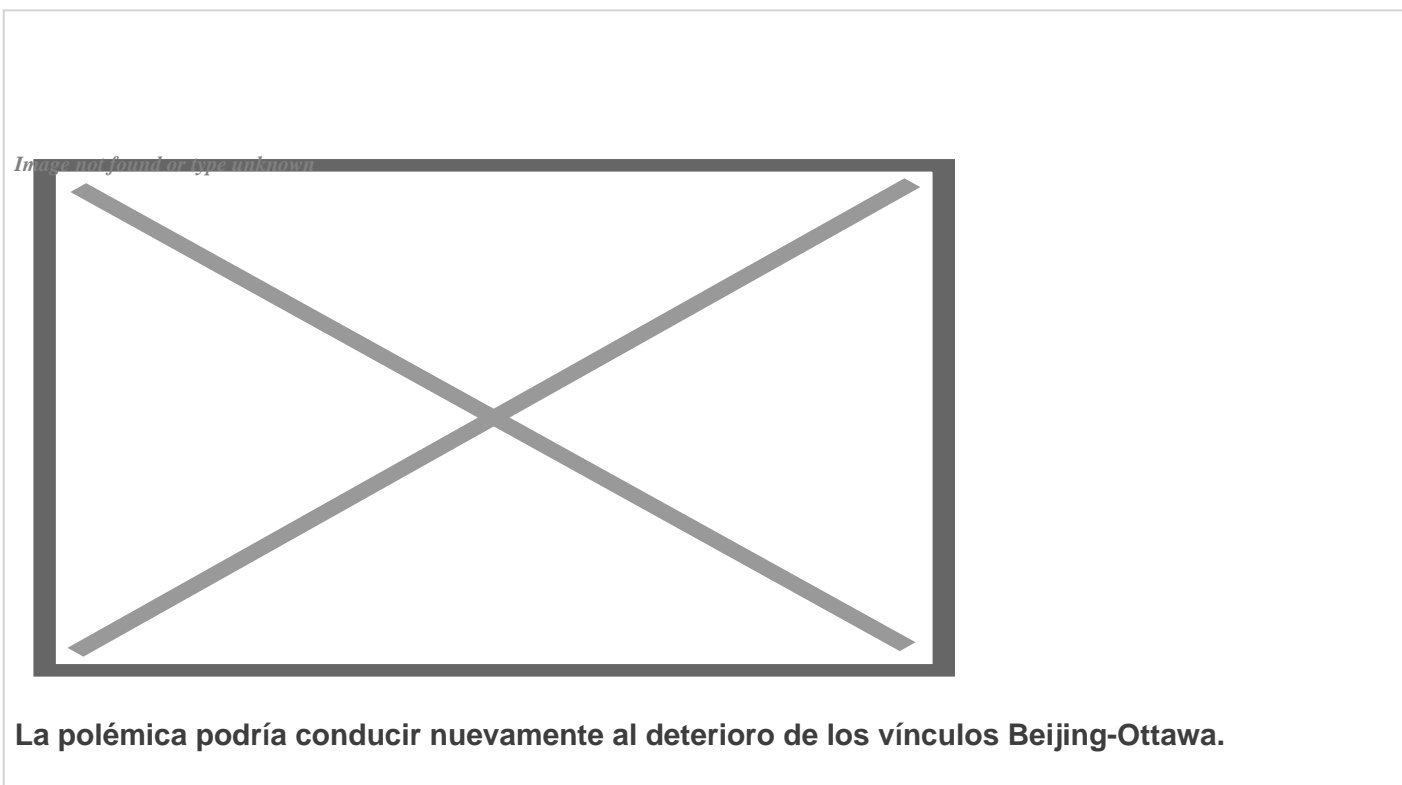 Image not found or type unknown
La polémica podría conducir nuevamente al deterioro de los vínculos Beijing-Ottawa.